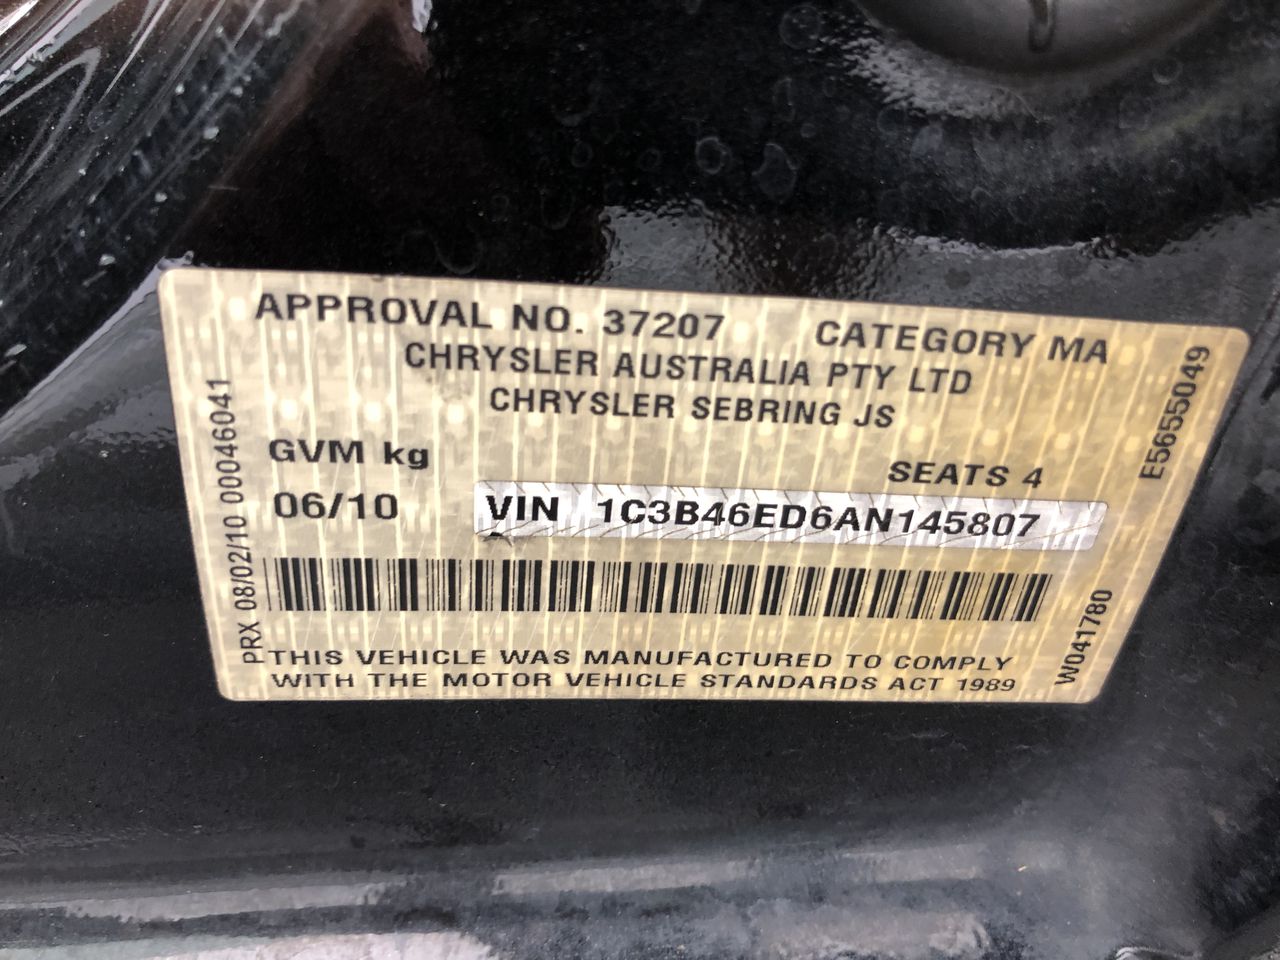 APPROVAL NO. 37207 CATEGORY MA
CHRYSLER AUSTRALIA PTY LTD
CHRYSLER SEBRING JS
GVM kg SEATS 4
06/10 VIN 1C3B46ED6AN145807
THIS VEHICLE WAS MANUFACTURED TO COMPLY
WITH THE MOTOR VEHICLE STANDARDS ACT 1989
PRX 08/02/10 00046041
E5655049
W041780